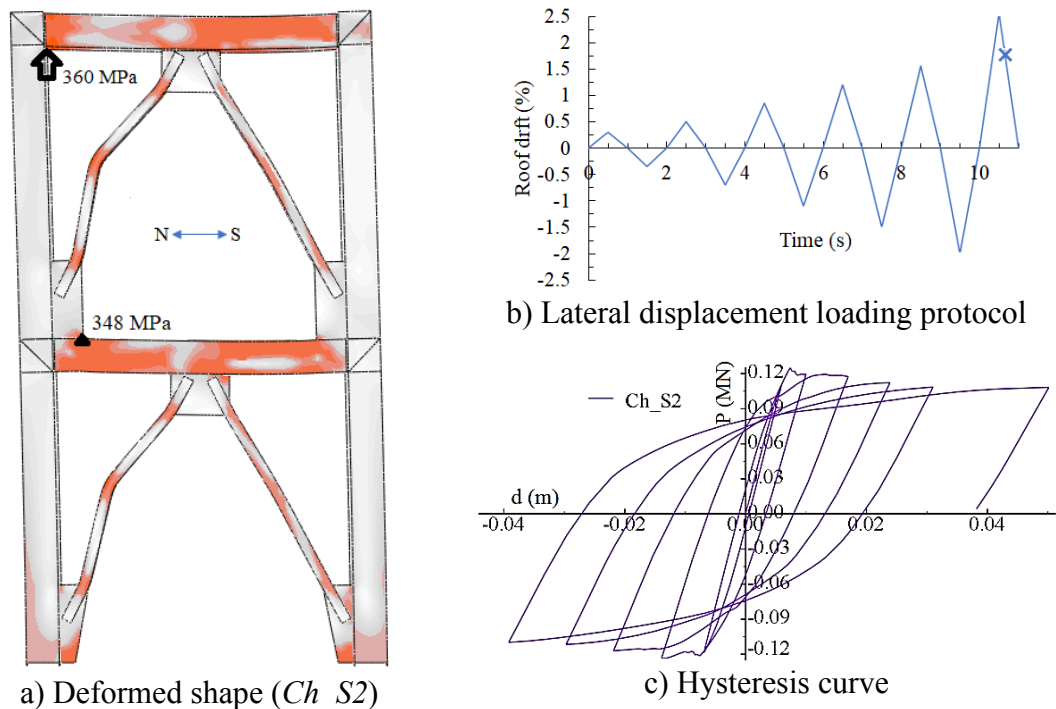 360 MPa
N S
348 MPa
a) Deformed shape (Ch_S2)
Roof drft (%)
2.5
2
1.5
1
0.5
0
-0.5
-1
-1.5
-2
-2.5
0 2 4 6 8 10
Time (s)
b) Lateral displacement loading protocol
Ch_S2
P (MN)
0.12
0.09
0.06
0.03
0.00
-0.03
-0.06
-0.09
-0.12
d (m)
-0.04 -0.02 0.00 0.02 0.04
c) Hysteresis curve